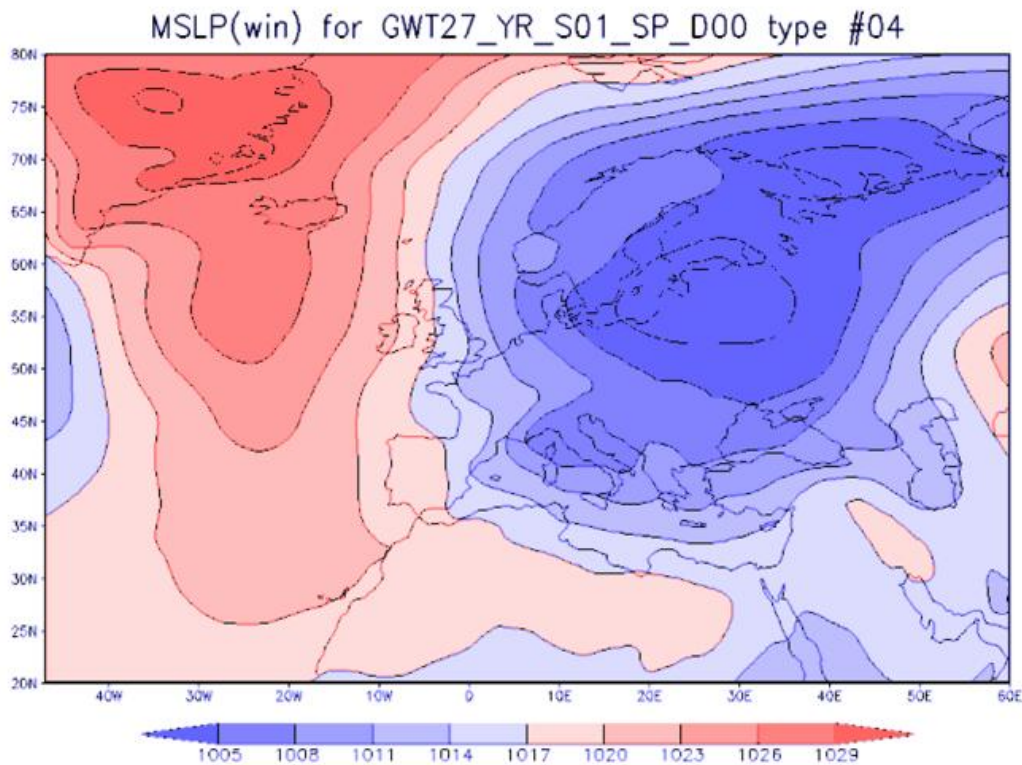 MSLP(win) for GWT27_YR_S01_SP_D00 type #04
80N
75N
70N
65N
60N
55N
50N
45N
40N
35N
30N
25N
20N
40W 30W 20W 10W 0 10E 20E 30E 40E 50E 60E
1005 1008 1011 1014 1017 1020 1023 1026 1029